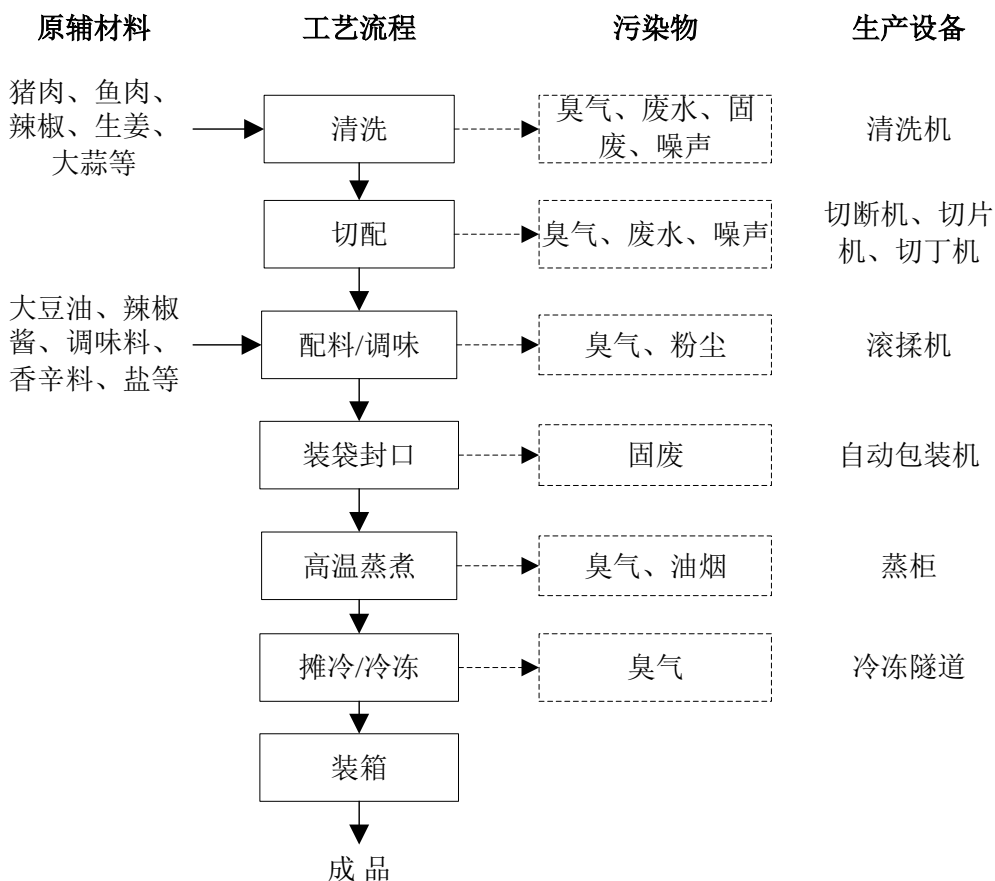 原辅材料
工艺流程
污染物
生产设备
猪肉、鱼肉、
辣椒、生姜、
大蒜等
清洗
臭气、废水、固
废、噪声
清洗机
切配
臭气、废水、噪声
切断机、切片
机、切丁机
大豆油、辣椒
酱、调味料、
香辛料、盐等
配料/调味
臭气、粉尘
滚揉机
装袋封口
固废
自动包装机
高温蒸煮
臭气、油烟
蒸柜
摊冷/冷冻
臭气
冷冻隧道
装箱
成 品